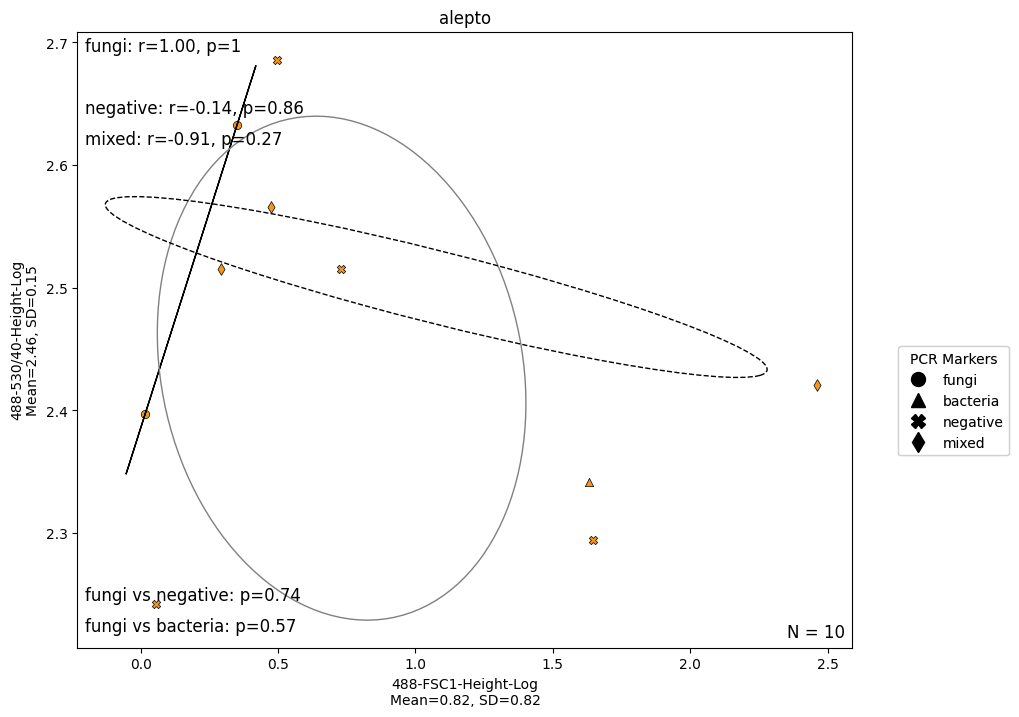 alepto
2.7
2.6
2.5
2.4
2.3
488-530/40-Height-Log
Mean=2.46, SD=0.15
fungi: r=1.00, p=1
negative: r=-0.14, p=0.86
mixed: r=-0.91, p=0.27
fungi vs negative: p=0.74
fungi vs bacteria: p=0.57
N = 10
0.0 0.5 1.0 1.5 2.0 2.5
488-FSC1-Height-Log
Mean=0.82, SD=0.82
PCR Markers
fungi
bacteria
negative
mixed